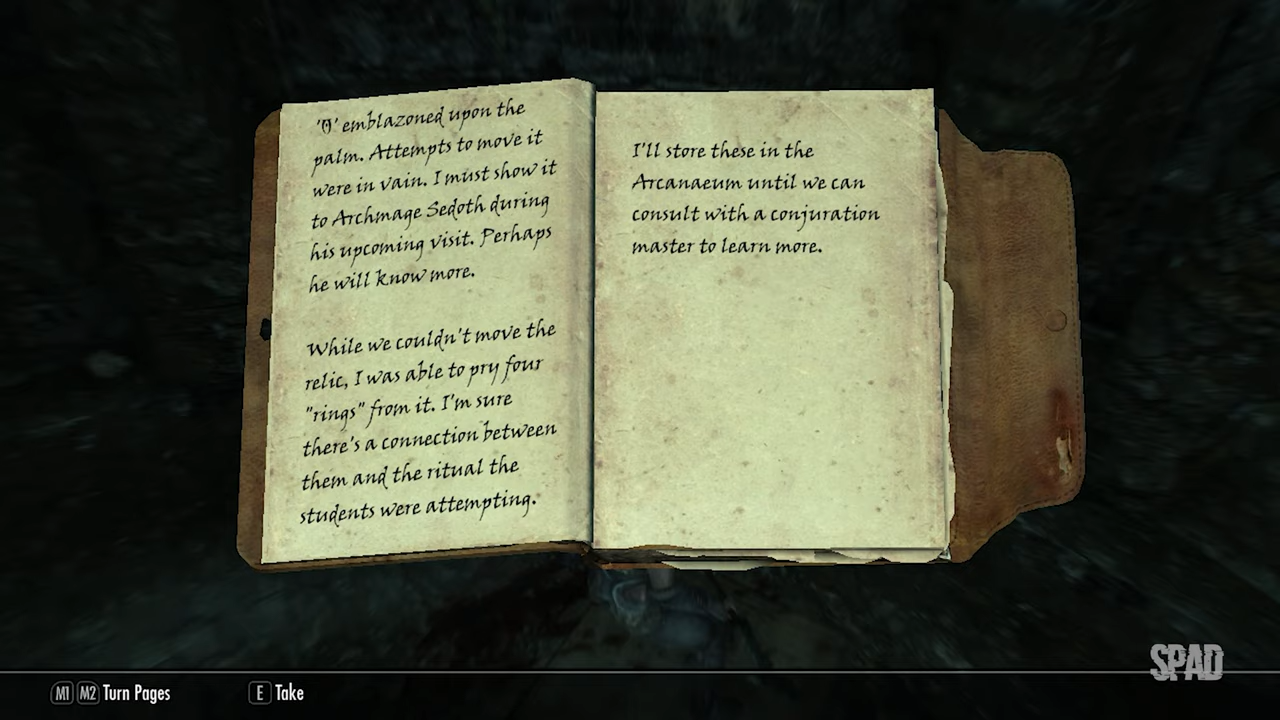 'O' emblazoned upon the
palm. Attempts to move it
were in vain. I must show it
to Archmage Sedoth during
his upcoming visit. Perhaps
he will know more.
While we couldn't move the
relic, I was able to pry four
"rings" from it. I'm sure
there's a connection between
them and the ritual the
students were attempting.
I'll store these in the
Arcanaeum until we can
consult with a conjuration
master to learn more.
SPAD
M1 M2 Turn Pages
E Take